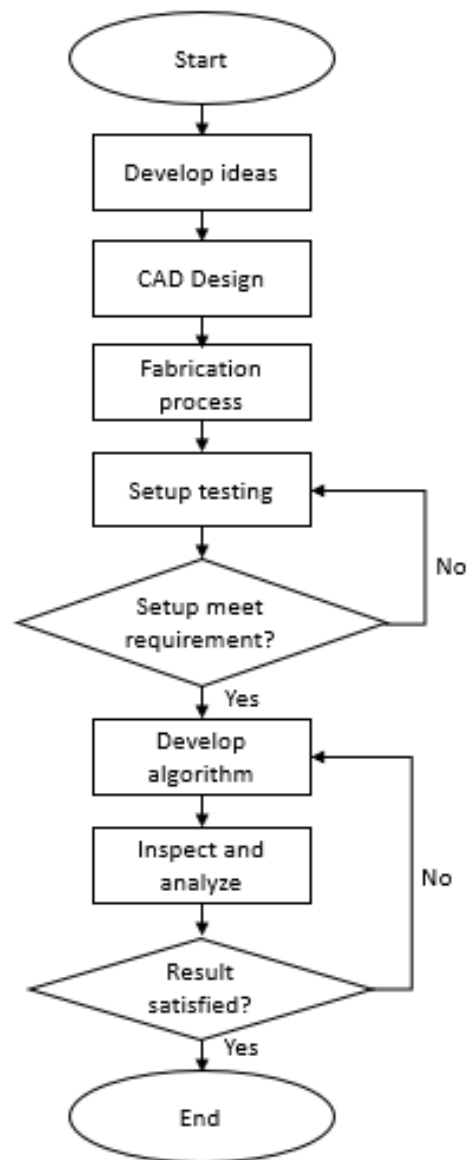 Start
Develop ideas
CAD Design
Fabrication
process
Setup testing
No
Setup meet
requirement?
Yes
Develop
algorithm
Inspect and
analyze
No
Result
satisfied?
Yes
End